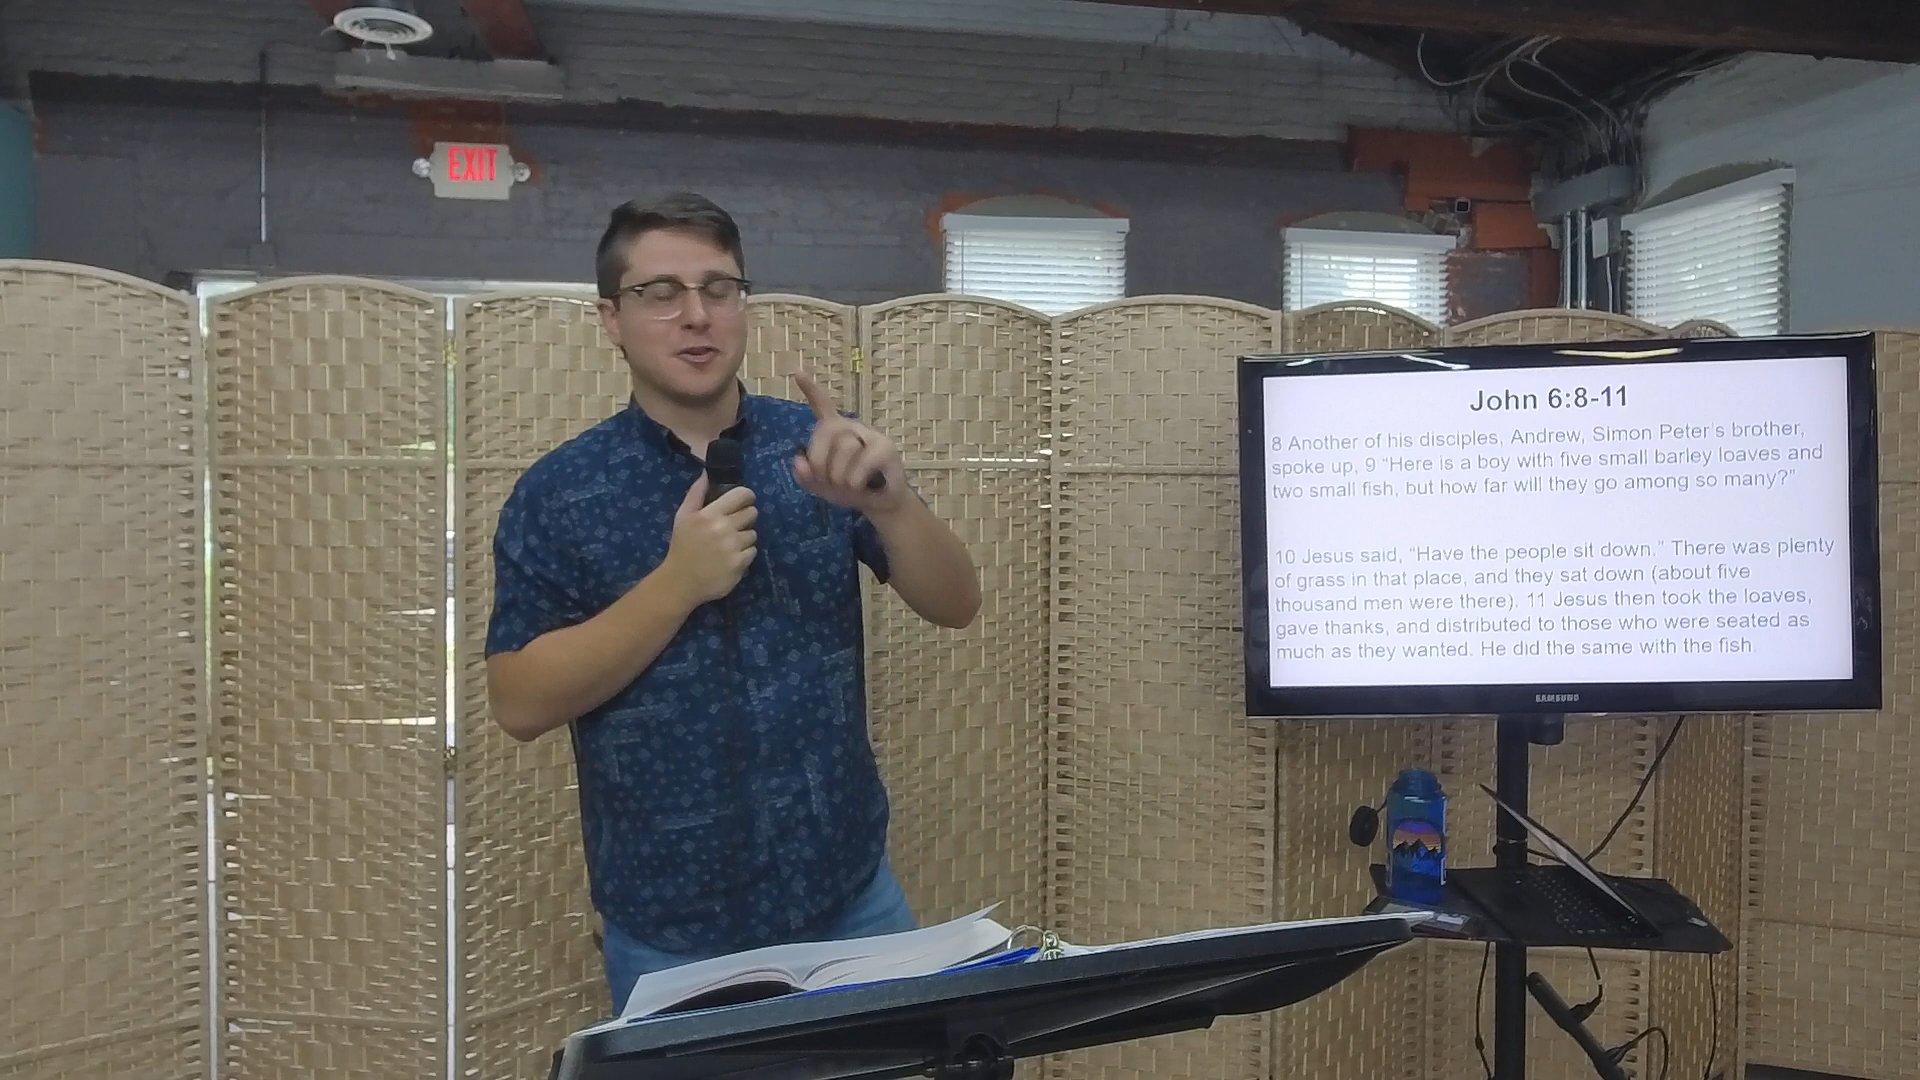 EXIT
John 6:8-11
8 Another of his disciples, Andrew, Simon Peter's brother,
spoke up, 9 "Here is a boy with five small barley loaves and
two small fish, but how far will they go among so many?"
10 Jesus said, "Have the people sit down." There was plenty
of grass in that place, and they sat down (about five
thousand men were there). 11 Jesus then took the loaves,
gave thanks, and distributed to those who were seated as
much as they wanted. He did the same with the fish.
SAMSUNG